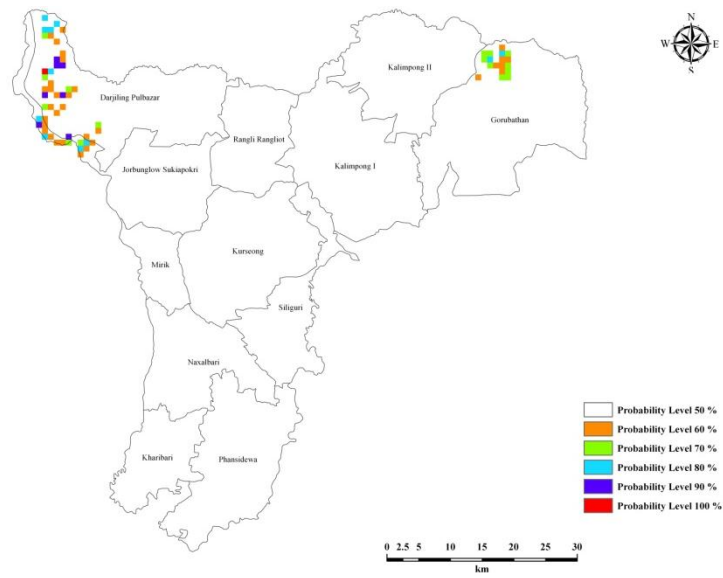 N
W E
S
Kalimpong II
Darjiling Pulbazar
Gorubathan
Rangli Rangliot
Jorbunglow Sukiapokri
Kalimpong I
Kurseong
Mirik
Siliguri
Naxalbari
Kharibari
Phansidewa
Probability Level 50 %
Probability Level 60 %
Probability Level 70 %
Probability Level 80 %
Probability Level 90 %
Probability Level 100 %
0 2.5 5 10 15 20 25 30
km